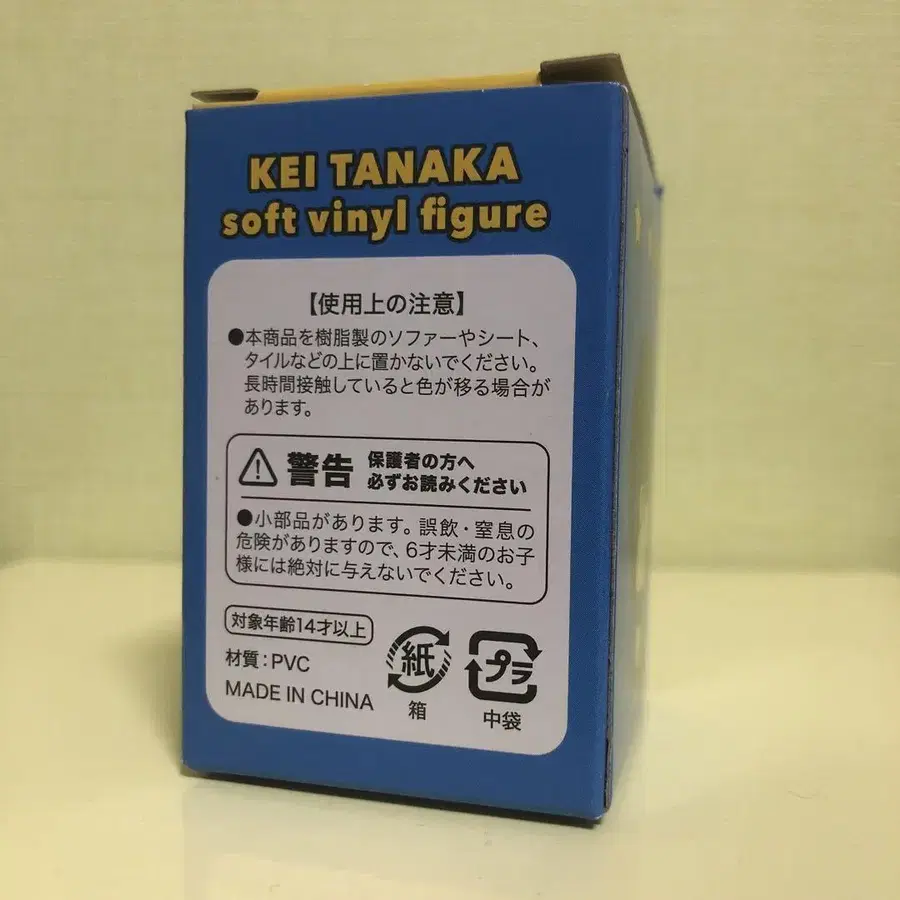 KEI TANAKA
soft vinyl figure
【使用上の注意】
●本商品を樹脂製のソファーやシート、
タイルなどの上に置かないでください。
長時間接触していると色が移る場合が
あります。
警告 保護者の方へ
必ずお読みください
●小部品があります。誤飲・窒息の
危険がありますので、6才未満のお子
様には絶対に与えないでください。
対象年齢14才以上
材質：PVC
MADE IN CHINA
紙
箱
プラ
中袋